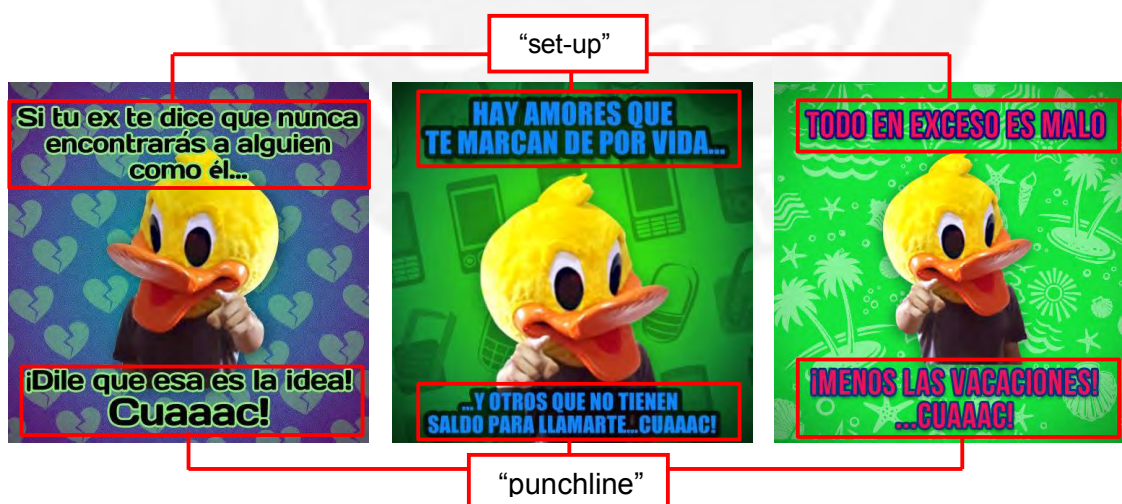 “set-up”
Si tu ex te dice que nunca
encontrarás a alguien
como él...
¡Dile que esa es la idea!
Cuaaac!
HAY AMORES QUE
TE MARCAN DE POR VIDA...
...Y OTROS QUE NO TIENEN
SALDO PARA LLAMARTE...CUAAAC!
TODO EN EXCESO ES MALO
¡MENOS LAS VACACIONES!
...CUAAAC!
“punchline”